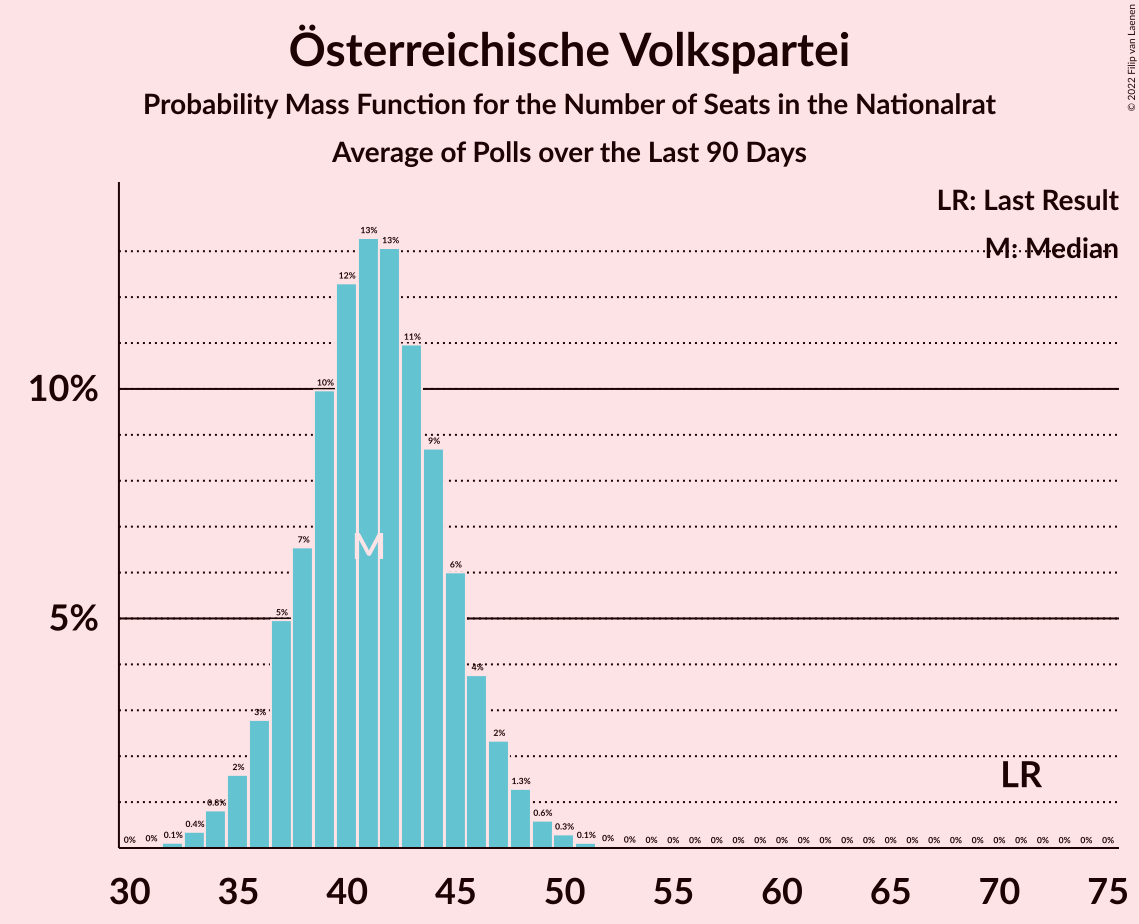 Österreichische Volkspartei
Probability Mass Function for the Number of Seats in the Nationalrat
Average of Polls over the Last 90 Days
© 2022 Filip van Laenen
LR: Last Result
M: Median
10%
5%
0% 0% 0.1% 0.4% 0.8% 2% 3% 5% 7% 10% 12% 13% 13% 11% 9% 6% 4% 2% 1.3% 0.6% 0.3% 0.1% 0% 0% 0% 0% 0% 0% 0% 0% 0% 0% 0% 0% 0% 0% 0% 0% 0% 0% 0% 0% 0% 0% 0% 0%
M
LR
30 35 40 45 50 55 60 65 70 75